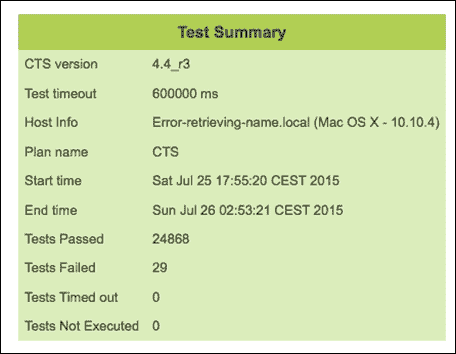 Test Summary
CTS version 4.4_r3
Test timeout 600000 ms
Host Info Error-retrieving-name.local (Mac OS X - 10.10.4)
Plan name CTS
Start time Sat Jul 25 17:55:20 CEST 2015
End time Sun Jul 26 02:53:21 CEST 2015
Tests Passed 24868
Tests Failed 29
Tests Timed out 0
Tests Not Executed 0